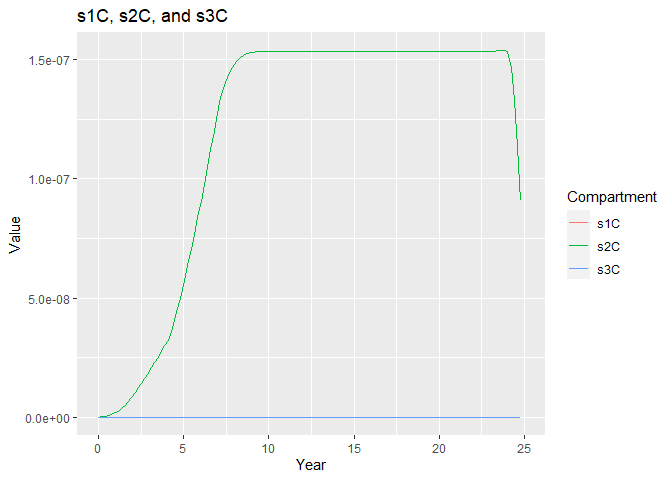 s1C, s2C, and s3C
1.5e-07
1.0e-07
5.0e-08
0.0e+00
Value
0 5 10 15 20 25
Year
Compartment
s1C
s2C
s3C